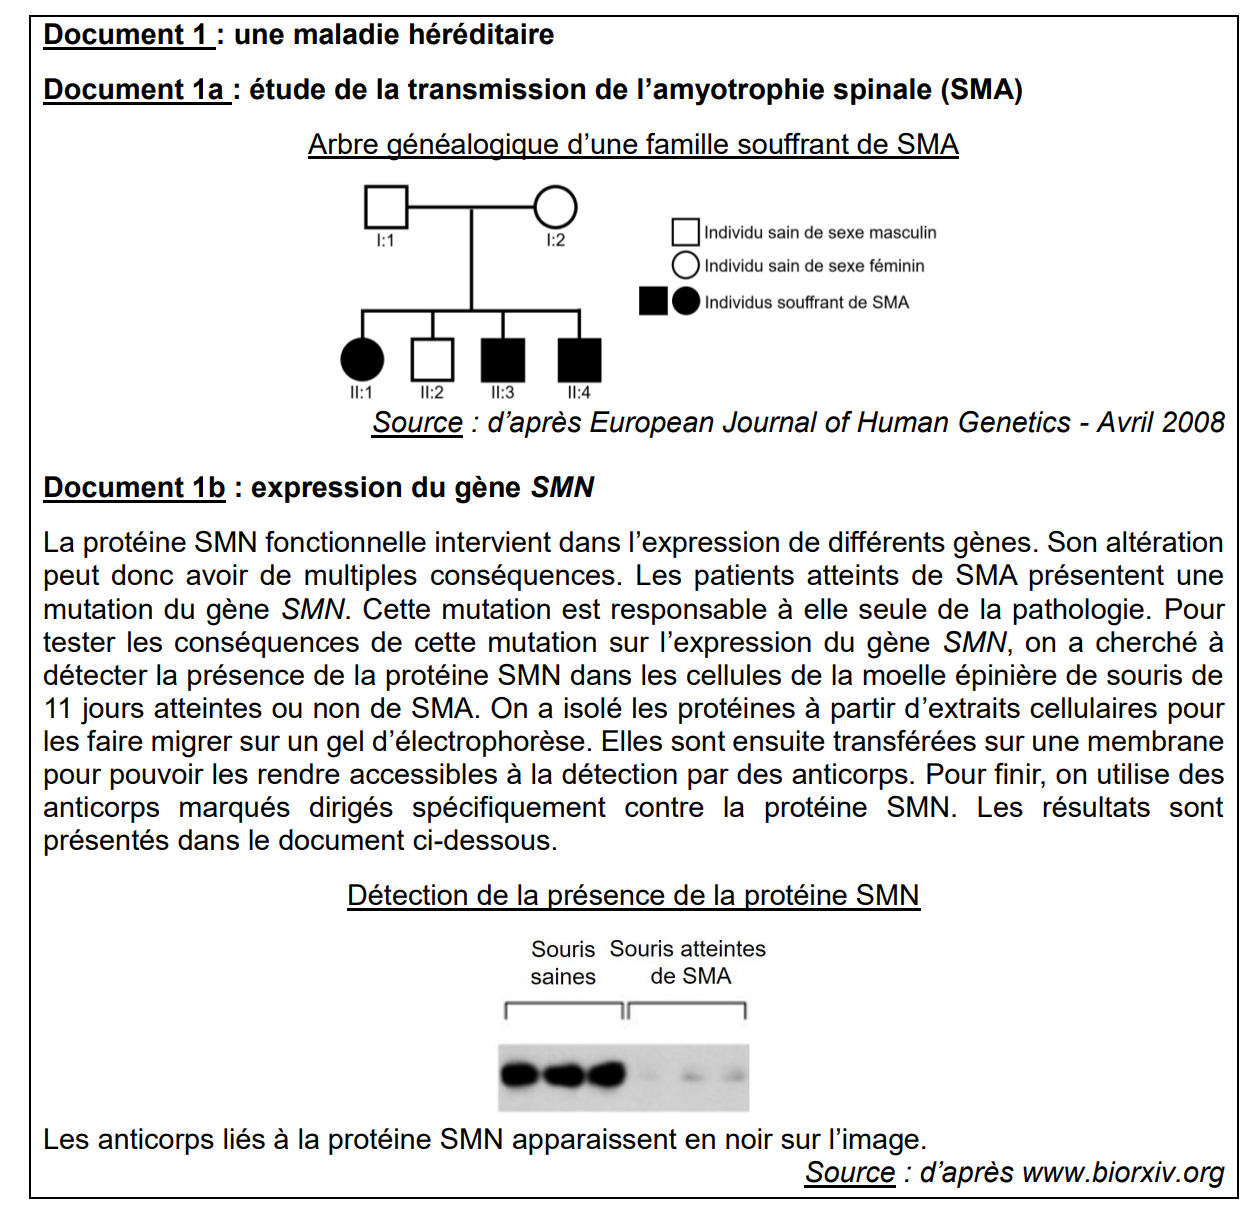 Document 1 : une maladie héréditaire
Document 1a : étude de la transmission de l’amyotrophie spinale (SMA)
Arbre généalogique d’une famille souffrant de SMA
I:1
I:2
Individu sain de sexe masculin
Individu sain de sexe féminin
Individus souffrant de SMA
II:1
II:2
II:3
II:4
Source : d’après European Journal of Human Genetics - Avril 2008
Document 1b : expression du gène SMN
La protéine SMN fonctionnelle intervient dans l’expression de différents gènes. Son altération
peut donc avoir de multiples conséquences. Les patients atteints de SMA présentent une
mutation du gène SMN. Cette mutation est responsable à elle seule de la pathologie. Pour
tester les conséquences de cette mutation sur l’expression du gène SMN, on a cherché à
détecter la présence de la protéine SMN dans les cellules de la moelle épinière de souris de
11 jours atteintes ou non de SMA. On a isolé les protéines à partir d’extraits cellulaires pour
les faire migrer sur un gel d’électrophorèse. Elles sont ensuite transférées sur une membrane
pour pouvoir les rendre accessibles à la détection par des anticorps. Pour finir, on utilise des
anticorps marqués dirigés spécifiquement contre la protéine SMN. Les résultats sont
présentés dans le document ci-dessous.
Détection de la présence de la protéine SMN
Souris saines
Souris atteintes de SMA
Les anticorps liés à la protéine SMN apparaissent en noir sur l’image.
Source : d’après www.biorxiv.org